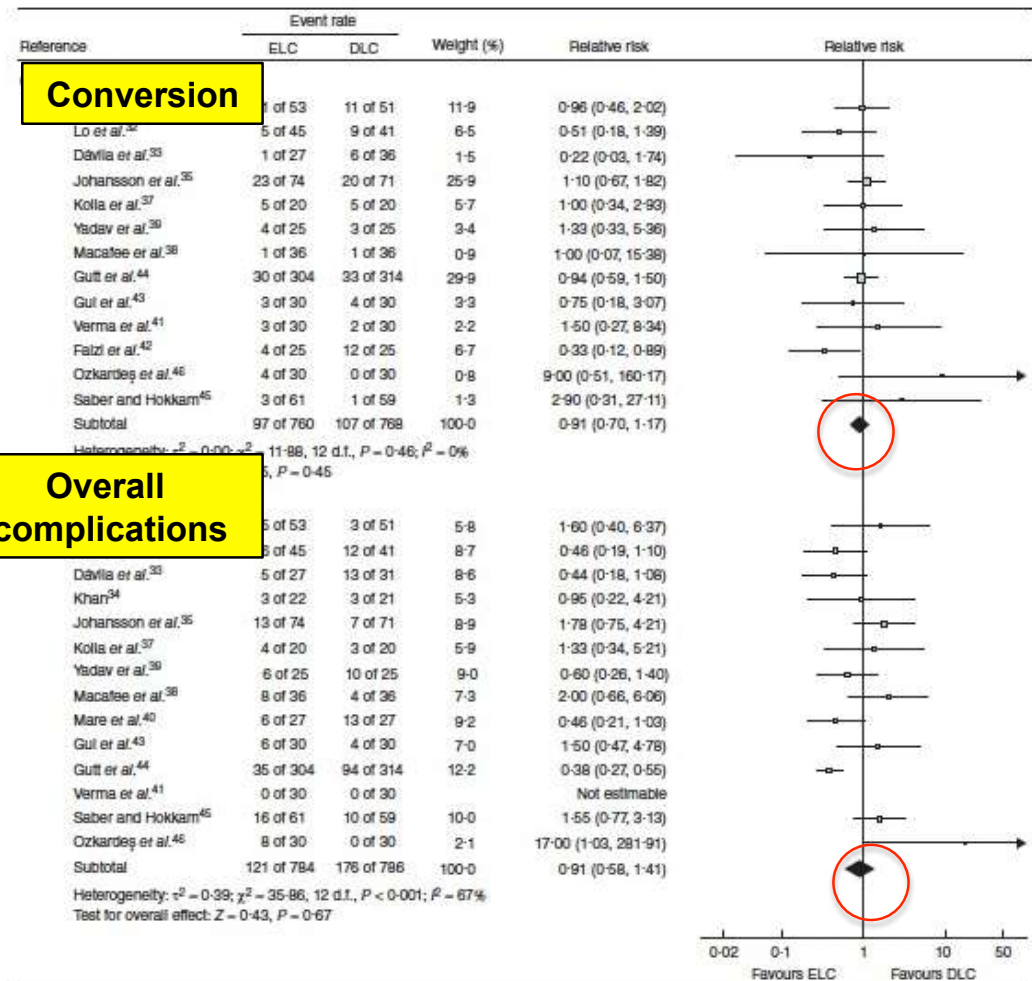 Event rate
Reference ELC DLC Weight (%) Relative risk Relative risk
Conversion
of 53 11 of 51 11·9 0·96 (0·46, 2·02)
Lo et al.32 5 of 45 9 of 41 6·5 0·51 (0·18, 1·39)
Dávila et al.33 1 of 27 6 of 36 1·5 0·22 (0·03, 1·74)
Johansson et al.35 23 of 74 20 of 71 25·9 1·10 (0·67, 1·82)
Kolla et al.37 5 of 20 5 of 20 5·7 1·00 (0·34, 2·93)
Yadav et al.39 4 of 25 3 of 25 3·4 1·33 (0·33, 5·36)
Macafee et al.38 1 of 36 1 of 36 0·9 1·00 (0·07, 15·38)
Gutt et al.44 30 of 304 33 of 314 29·9 0·94 (0·59, 1·50)
Gul et al.43 3 of 30 4 of 30 3·3 0·75 (0·18, 3·07)
Verma et al.41 3 of 30 2 of 30 2·2 1·50 (0·27, 8·34)
Faizi et al.42 4 of 25 12 of 25 6·7 0·33 (0·12, 0·89)
Ozkardeş et al.46 4 of 30 0 of 30 0·8 9·00 (0·51, 160·17)
Saber and Hokkam45 3 of 61 1 of 59 1·3 2·90 (0·31, 27·11)
Subtotal 97 of 760 107 of 768 100·0 0·91 (0·70, 1·17)
Heterogeneity: τ2 = 0·00; χ2 = 11·88, 12 d.f., P = 0·46; I2 = 0%
P = 0·45
Overall
complications
of 53 3 of 51 5·8 1·60 (0·40, 6·37)
6 of 45 12 of 41 8·7 0·46 (0·19, 1·10)
Dávila et al.33 5 of 27 13 of 31 8·6 0·44 (0·18, 1·08)
Khan34 3 of 22 3 of 21 5·3 0·95 (0·22, 4·21)
Johansson et al.35 13 of 74 7 of 71 8·9 1·78 (0·75, 4·21)
Kolla et al.37 4 of 20 3 of 20 5·9 1·33 (0·34, 5·21)
Yadav et al.39 6 of 25 10 of 25 9·0 0·60 (0·26, 1·40)
Macafee et al.38 8 of 36 4 of 36 7·3 2·00 (0·66, 6·06)
Mare et al.40 6 of 27 13 of 27 9·2 0·46 (0·21, 1·03)
Gul et al.43 6 of 30 4 of 30 7·0 1·50 (0·47, 4·78)
Gutt et al.44 35 of 304 94 of 314 12·2 0·38 (0·27, 0·55)
Verma et al.41 0 of 30 0 of 30 Not estimable
Saber and Hokkam45 16 of 61 10 of 59 10·0 1·55 (0·77, 3·13)
Ozkardeş et al.46 8 of 30 0 of 30 2·1 17·00 (1·03, 281·91)
Subtotal 121 of 784 176 of 786 100·0 0·91 (0·58, 1·41)
Heterogeneity: τ2 = 0·39; χ2 = 35·86, 12 d.f., P < 0·001; I2 = 67%
Test for overall effect: Z = 0·43, P = 0·67
0·02 0·1 1 10 50
Favours ELC Favours DLC